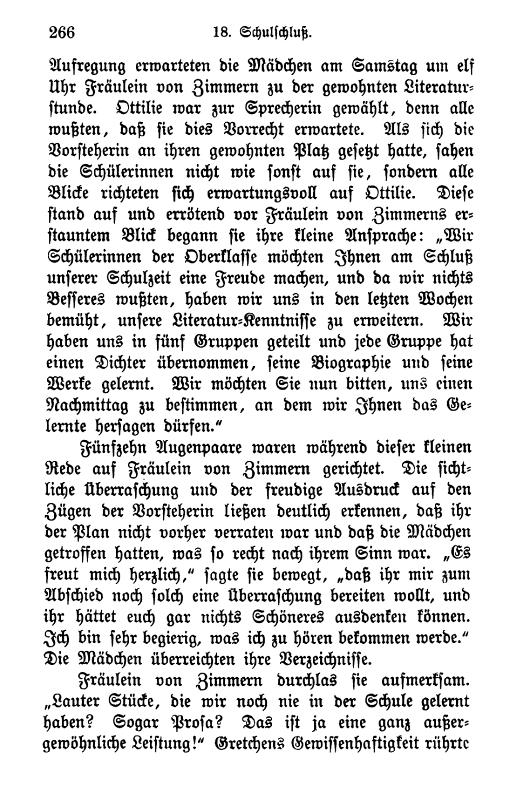 266 18. Schulschluß.
Aufregung erwarteten die Mädchen am Samstag um elf
Uhr Fräulein von Zimmern zu der gewohnten Literatur-
stunde. Ottilie war zur Sprecherin gewählt, denn alle
wußten, daß sie dies Vorrecht erwartete. Als sich die
Vorsteherin an ihren gewohnten Platz gesetzt hatte, sahen
die Schülerinnen nicht wie sonst auf sie, sondern alle
Blicke richteten sich erwartungsvoll auf Ottilie. Diese
stand auf und errötend vor Fräulein von Zimmerns er-
stauntem Blick begann sie ihre kleine Ansprache: „Wir
Schülerinnen der Oberklasse möchten Ihnen am Schluß
unserer Schulzeit eine Freude machen, und da wir nichts
Besseres wußten, haben wir uns in den letzten Wochen
bemüht, unsere Literatur-Kenntnisse zu erweitern. Wir
haben uns in fünf Gruppen geteilt und jede Gruppe hat
einen Dichter übernommen, seine Biographie und seine
Werke gelernt. Wir möchten Sie nun bitten, uns einen
Nachmittag zu bestimmen, an dem wir Ihnen das Ge-
lernte hersagen dürfen.“
Fünfzehn Augenpaare waren während dieser kleinen
Rede auf Fräulein von Zimmern gerichtet. Die sicht-
liche Überraschung und der freudige Ausdruck auf den
Zügen der Vorsteherin ließen deutlich erkennen, daß ihr
der Plan nicht vorher verraten war und daß die Mädchen
getroffen hatten, was so recht nach ihrem Sinn war. „Es
freut mich herzlich,“ sagte sie bewegt, „daß ihr mir zum
Abschied noch solch eine Überraschung bereiten wollt, und
ihr hättet euch gar nichts Schöneres ausdenken können.
Ich bin sehr begierig, was ich zu hören bekommen werde.“
Die Mädchen überreichten ihre Verzeichnisse.
Fräulein von Zimmern durchlas sie aufmerksam.
„Lauter Stücke, die wir noch nie in der Schule gelernt
haben? Sogar Prosa? Das ist ja eine ganz außer-
gewöhnliche Leistung!“ Gretchens Gewissenhaftigkeit rührte